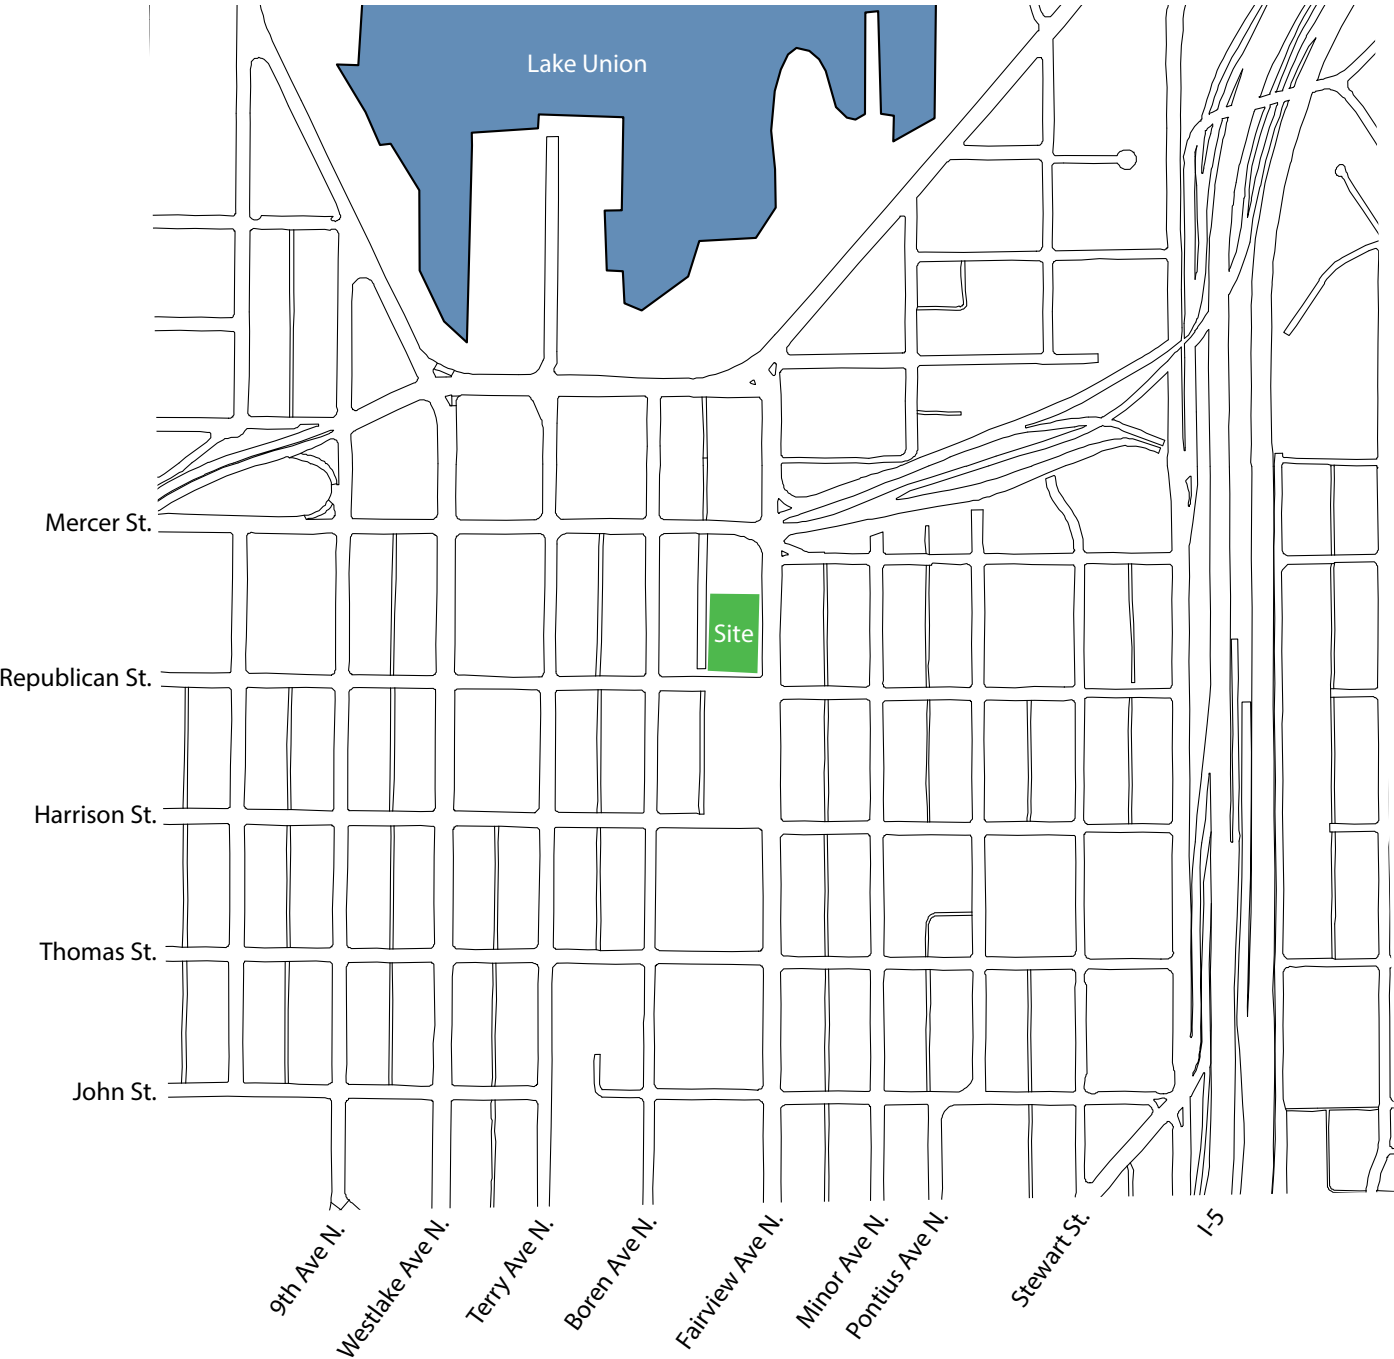 Lake Union
Mercer St.
Site
Republican St.
Harrison St.
Thomas St.
John St.
9th Ave N.
Westlake Ave N.
Terry Ave N.
Boren Ave N.
Fairview Ave N.
Minor Ave N.
Pontius Ave N.
Stewart St.
I-5